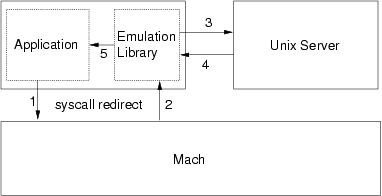 Application
Emulation
Library
Unix Server
3
5
4
1
syscall redirect
2
Mach